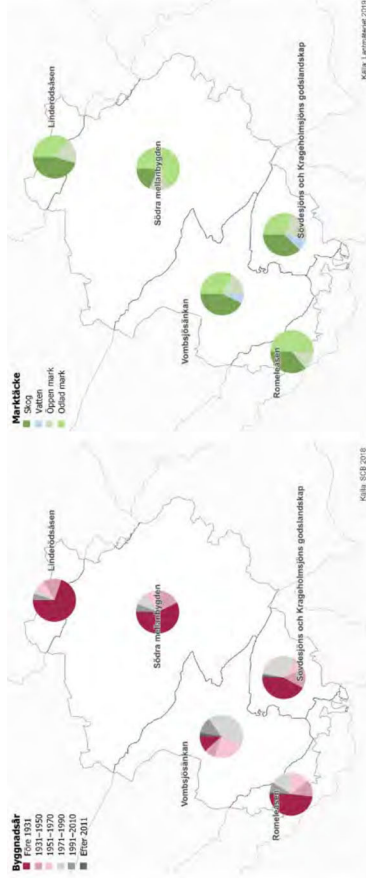 Byggnadsår
Före 1931
1931–1950
1951–1970
1971–1990
1991–2010
Efter 2011
Linderödsåsen
Södra mellanbygden
Vombsjösänkan
Sövdesjöns och Krageholmsjöns godslandskap
Romeleåsen
Källa: SCB 2018
Marktäcke
Skog
Vatten
Öppen mark
Odlad mark
Linderödsåsen
Södra mellanbygden
Vombsjösänkan
Sövdesjöns och Krageholmsjöns godslandskap
Romeleåsen
Källa: Lantmäteriet 2019